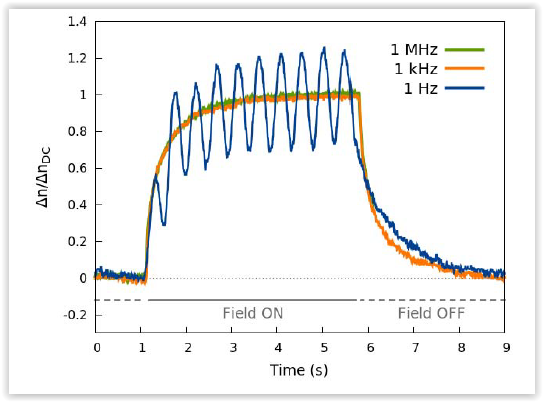 1.4
1.2
1
0.8
0.6
0.4
0.2
0
-0.2
Δn/ΔnDC
1 MHz
1 kHz
1 Hz
Field ON
Field OFF
0 1 2 3 4 5 6 7 8 9
Time (s)